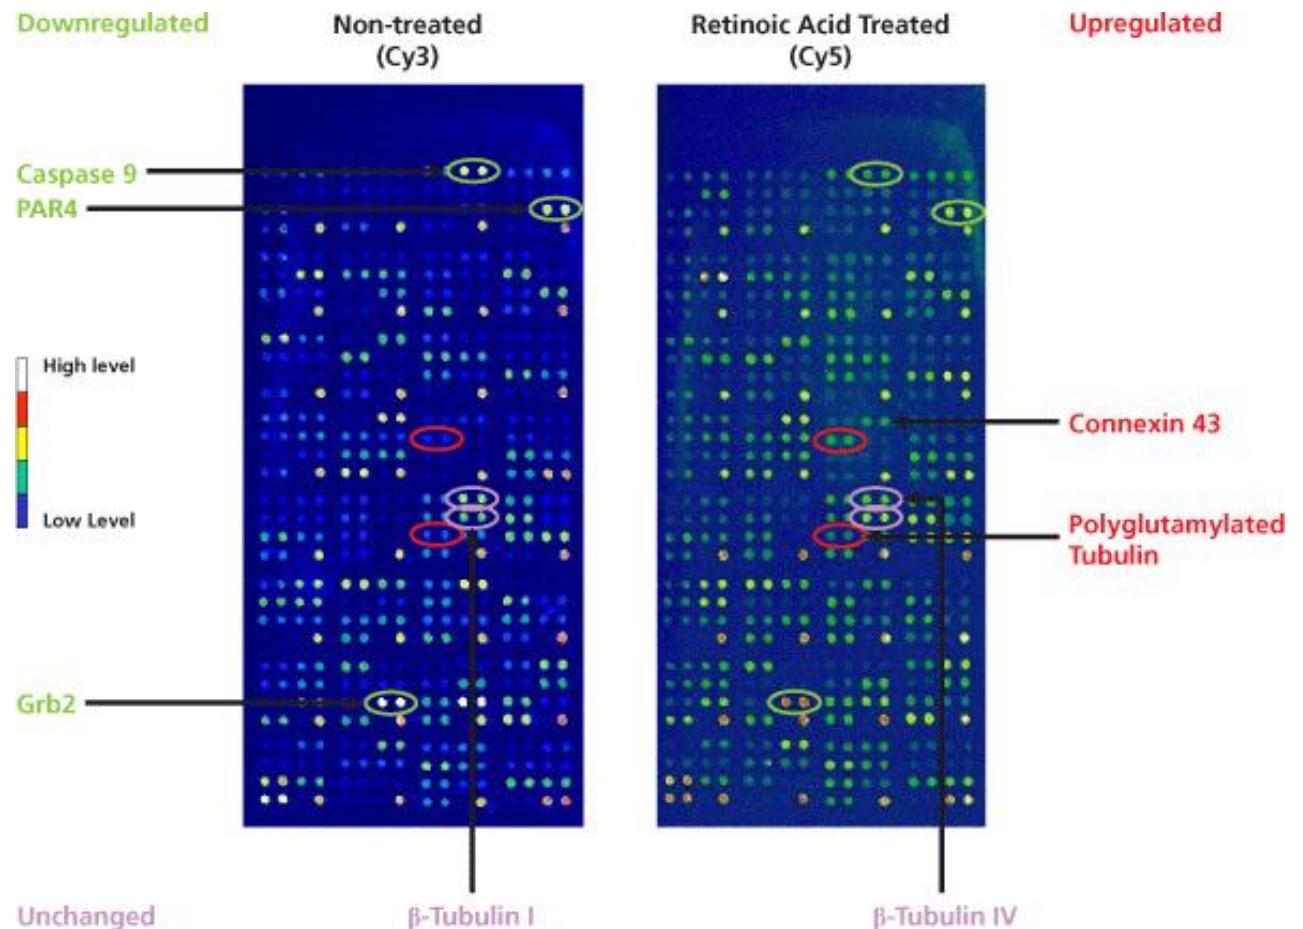 Downregulated
Non-treated
(Cy3)
Retinoic Acid Treated
(Cy5)
Upregulated
Caspase 9
PAR4
High level
Low Level
Connexin 43
Polyglutamylated
Tubulin
Grb2
Unchanged
β-Tubulin I
β-Tubulin IV